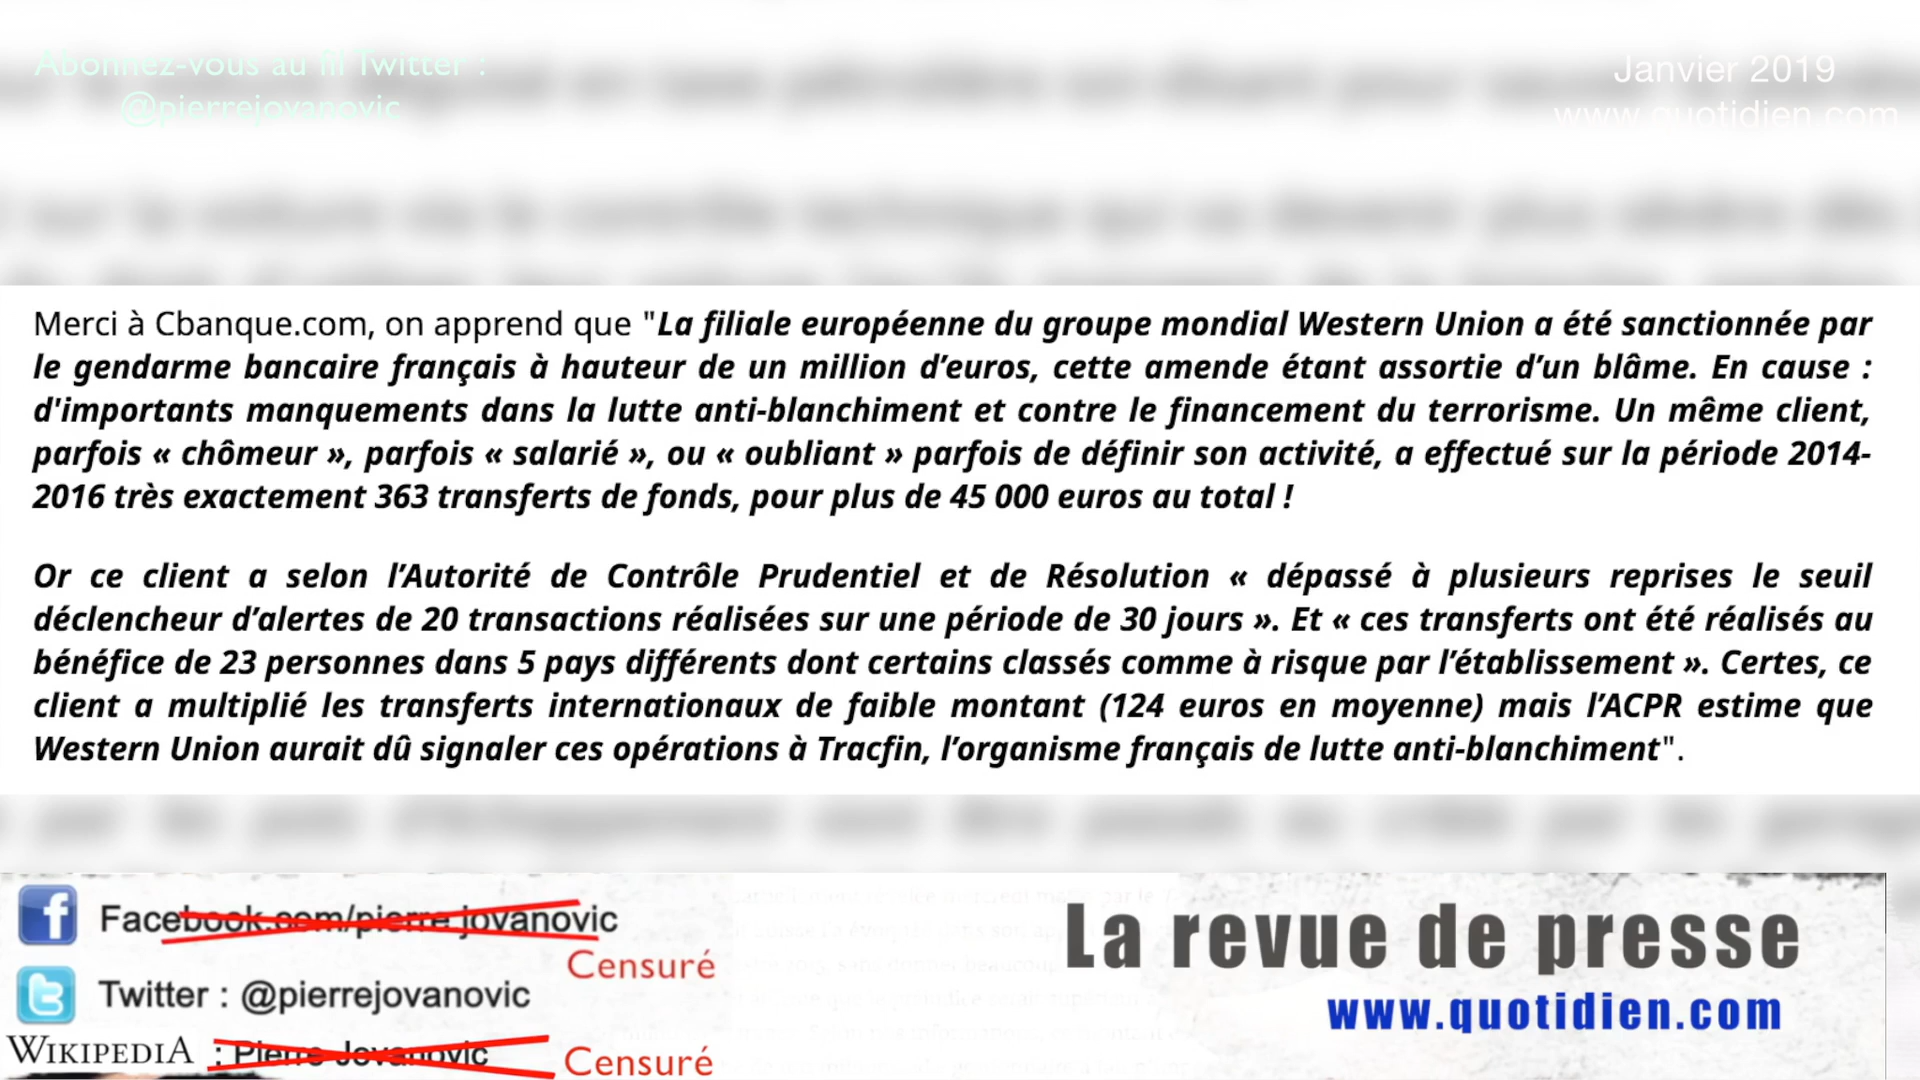 Abonnez-vous au fil Twitter :
@pierrejovanovic
Janvier 2019
www.quotidien.com
Merci à Cbanque.com, on apprend que "La filiale européenne du groupe mondial Western Union a été sanctionnée par
le gendarme bancaire français à hauteur de un million d’euros, cette amende étant assortie d’un blâme. En cause :
d'importants manquements dans la lutte anti-blanchiment et contre le financement du terrorisme. Un même client,
parfois « chômeur », parfois « salarié », ou « oubliant » parfois de définir son activité, a effectué sur la période 2014-
2016 très exactement 363 transferts de fonds, pour plus de 45 000 euros au total !
Or ce client a selon l’Autorité de Contrôle Prudentiel et de Résolution « dépassé à plusieurs reprises le seuil
déclencheur d’alertes de 20 transactions réalisées sur une période de 30 jours ». Et « ces transferts ont été réalisés au
bénéfice de 23 personnes dans 5 pays différents dont certains classés comme à risque par l’établissement ». Certes, ce
client a multiplié les transferts internationaux de faible montant (124 euros en moyenne) mais l’ACPR estime que
Western Union aurait dû signaler ces opérations à Tracfin, l’organisme français de lutte anti-blanchiment".
Facebook.com/pierre jovanovic
Censuré
Twitter : @pierrejovanovic
WIKIPEDIA : Pierre Jovanovic
Censuré
La revue de presse
www.quotidien.com